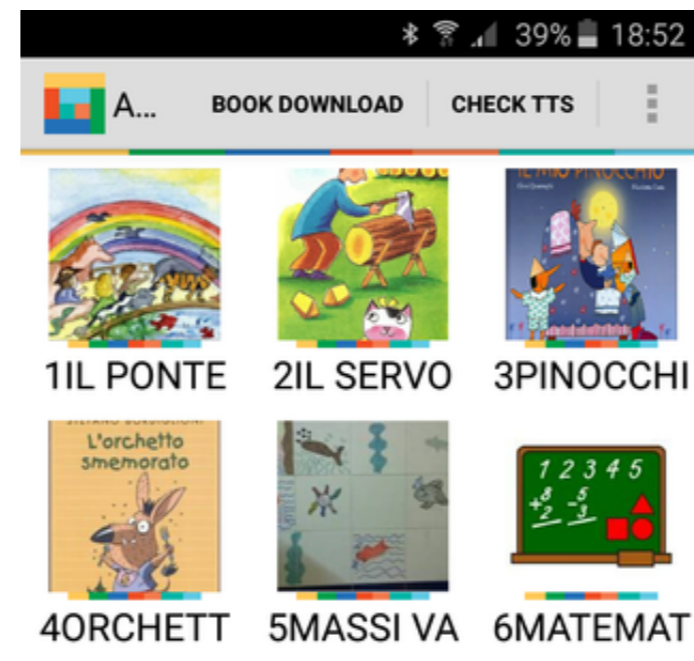 39% 18:52
A... BOOK DOWNLOAD CHECK TTS
IL MIO PINOCCHIO
1IL PONTE 2IL SERVO 3PINOCCHI
L'orchetto
smemorato
1 2 3 4 5
+8 -5
2 3
4ORCHETT 5MASSI VA 6MATEMAT